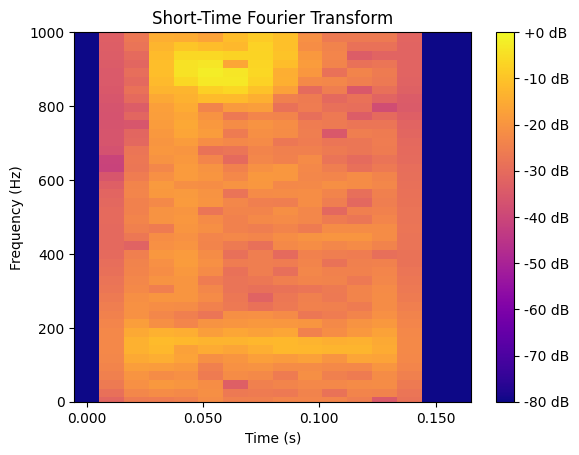 Short-Time Fourier Transform
Frequency (Hz)
1000
800
600
400
200
0
0.000
0.050
0.100
0.150
Time (s)
+0 dB
-10 dB
-20 dB
-30 dB
-40 dB
-50 dB
-60 dB
-70 dB
-80 dB